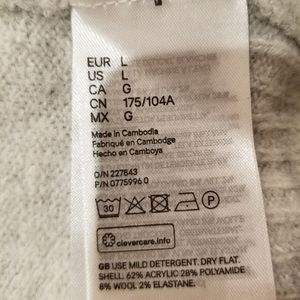 EUR L
US L
CA G
CN 175/104A
MX G
Made in Cambodia
Fabriqué en Cambodge
Hecho en Camboya
O/N 227843
P/N 0775996 0
30
P
clevercare.info
GB USE MILD DETERGENT. DRY FLAT.
SHELL: 62% ACRYLIC 28% POLYAMIDE
8% WOOL 2% ELASTANE.